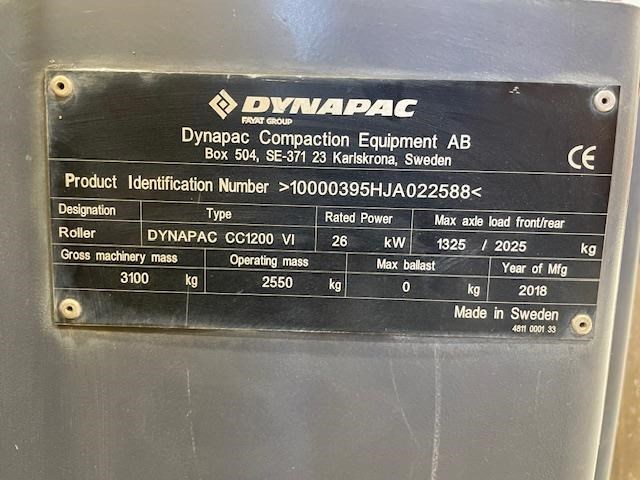 DYNAPAC
FAYAT GROUP
Dynapac Compaction Equipment AB
Box 504, SE-371 23 Karlskrona, Sweden
CE
Product Identification Number >10000395HJA022588<
Designation Type Rated Power Max axle load front/rear
Roller DYNAPAC CC1200 VI 26 kW 1325 / 2025 kg
Gross machinery mass Operating mass Max ballast Year of Mfg
3100 kg 2550 kg 0 kg 2018
Made in Sweden
4811 0001 33